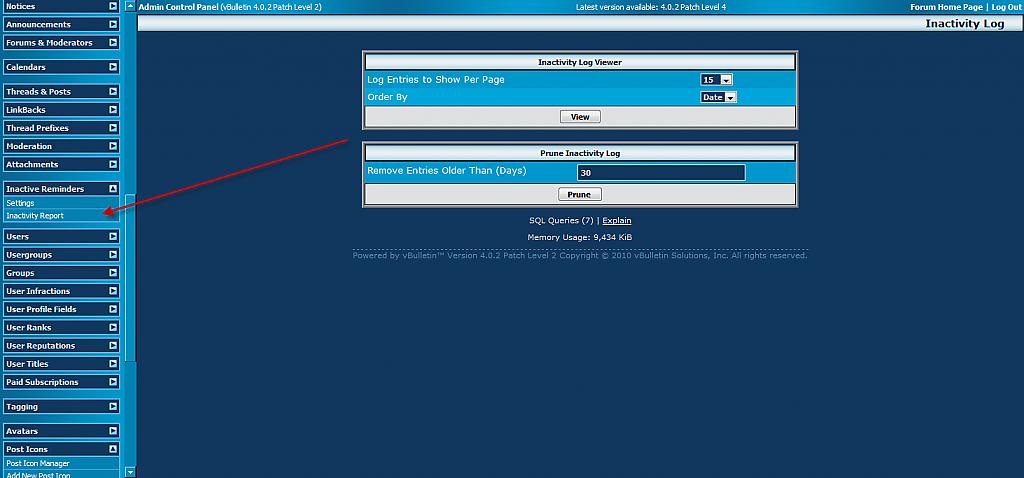 Admin Control Panel (vBulletin 4.0.2 Patch Level 2) Latest version available: 4.0.2 Patch Level 4 Forum Home Page | Log Out
Inactivity Log
Notices
Announcements
Forums & Moderators
Calendars
Threads & Posts
LinkBacks
Thread Prefixes
Moderation
Attachments
Inactive Reminders
Settings
Inactivity Report
Users
Usergroups
Groups
User Infractions
User Profile Fields
User Ranks
User Reputations
User Titles
Paid Subscriptions
Tagging
Avatars
Post Icons
Post Icon Manager
Add New Post Icon
Inactivity Log Viewer
Log Entries to Show Per Page 15
Order By Date
View
Prune Inactivity Log
Remove Entries Older Than (Days) 30
Prune
SQL Queries (7) | Explain
Memory Usage: 9,434 KiB
Powered by vBulletin™ Version 4.0.2 Patch Level 2 Copyright © 2010 vBulletin Solutions, Inc. All rights reserved.